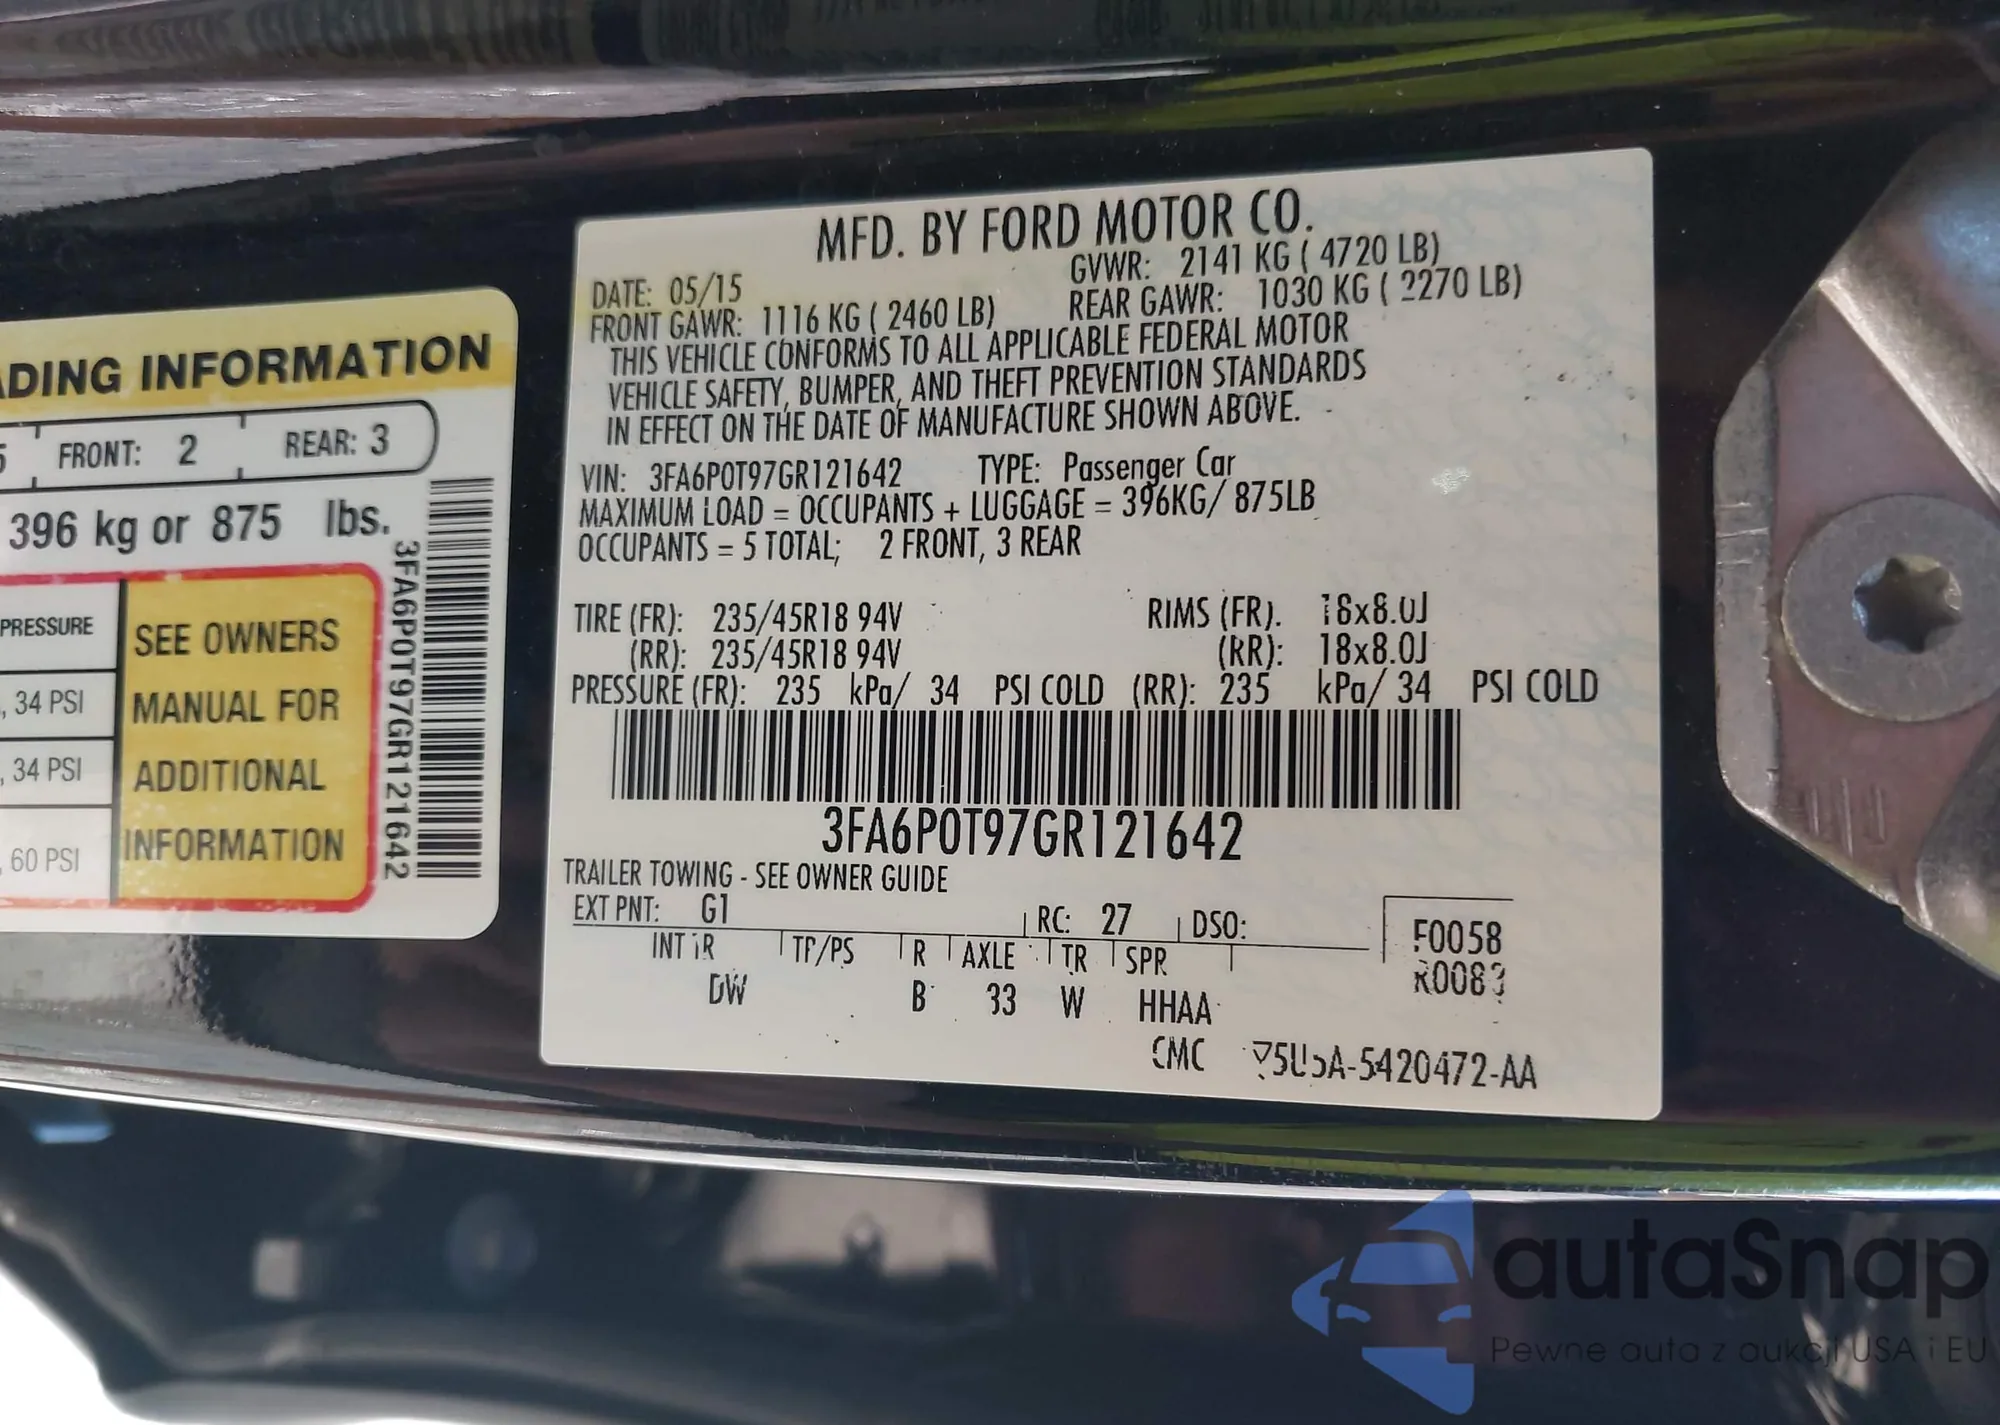 ADING INFORMATION
FRONT: 2 REAR: 3
396 kg or 875 lbs.
PRESSURE
, 34 PSI
, 34 PSI
, 60 PSI
SEE OWNERS
MANUAL FOR
ADDITIONAL
INFORMATION
3FA6P0T97GR121642
MFD. BY FORD MOTOR CO.
DATE: 05/15 GVWR: 2141 KG ( 4720 LB)
FRONT GAWR: 1116 KG ( 2460 LB) REAR GAWR: 1030 KG ( 2270 LB)
THIS VEHICLE CONFORMS TO ALL APPLICABLE FEDERAL MOTOR
VEHICLE SAFETY, BUMPER, AND THEFT PREVENTION STANDARDS
IN EFFECT ON THE DATE OF MANUFACTURE SHOWN ABOVE.
VIN: 3FA6P0T97GR121642 TYPE: Passenger Car
MAXIMUM LOAD = OCCUPANTS + LUGGAGE = 396KG/ 875LB
OCCUPANTS = 5 TOTAL; 2 FRONT, 3 REAR
TIRE (FR): 235/45R18 94V RIMS (FR). 18x8.0J
(RR): 235/45R18 94V (RR): 18x8.0J
PRESSURE (FR): 235 kPa/ 34 PSI COLD (RR): 235 kPa/ 34 PSI COLD
3FA6P0T97GR121642
TRAILER TOWING - SEE OWNER GUIDE
EXT PNT: G1 RC: 27 DSO: F0058
INT TR TP/PS R AXLE TR SPR
DW B 33 W HHAA
CMC
autaSnap
Pewne auta z aukcji USA i EU